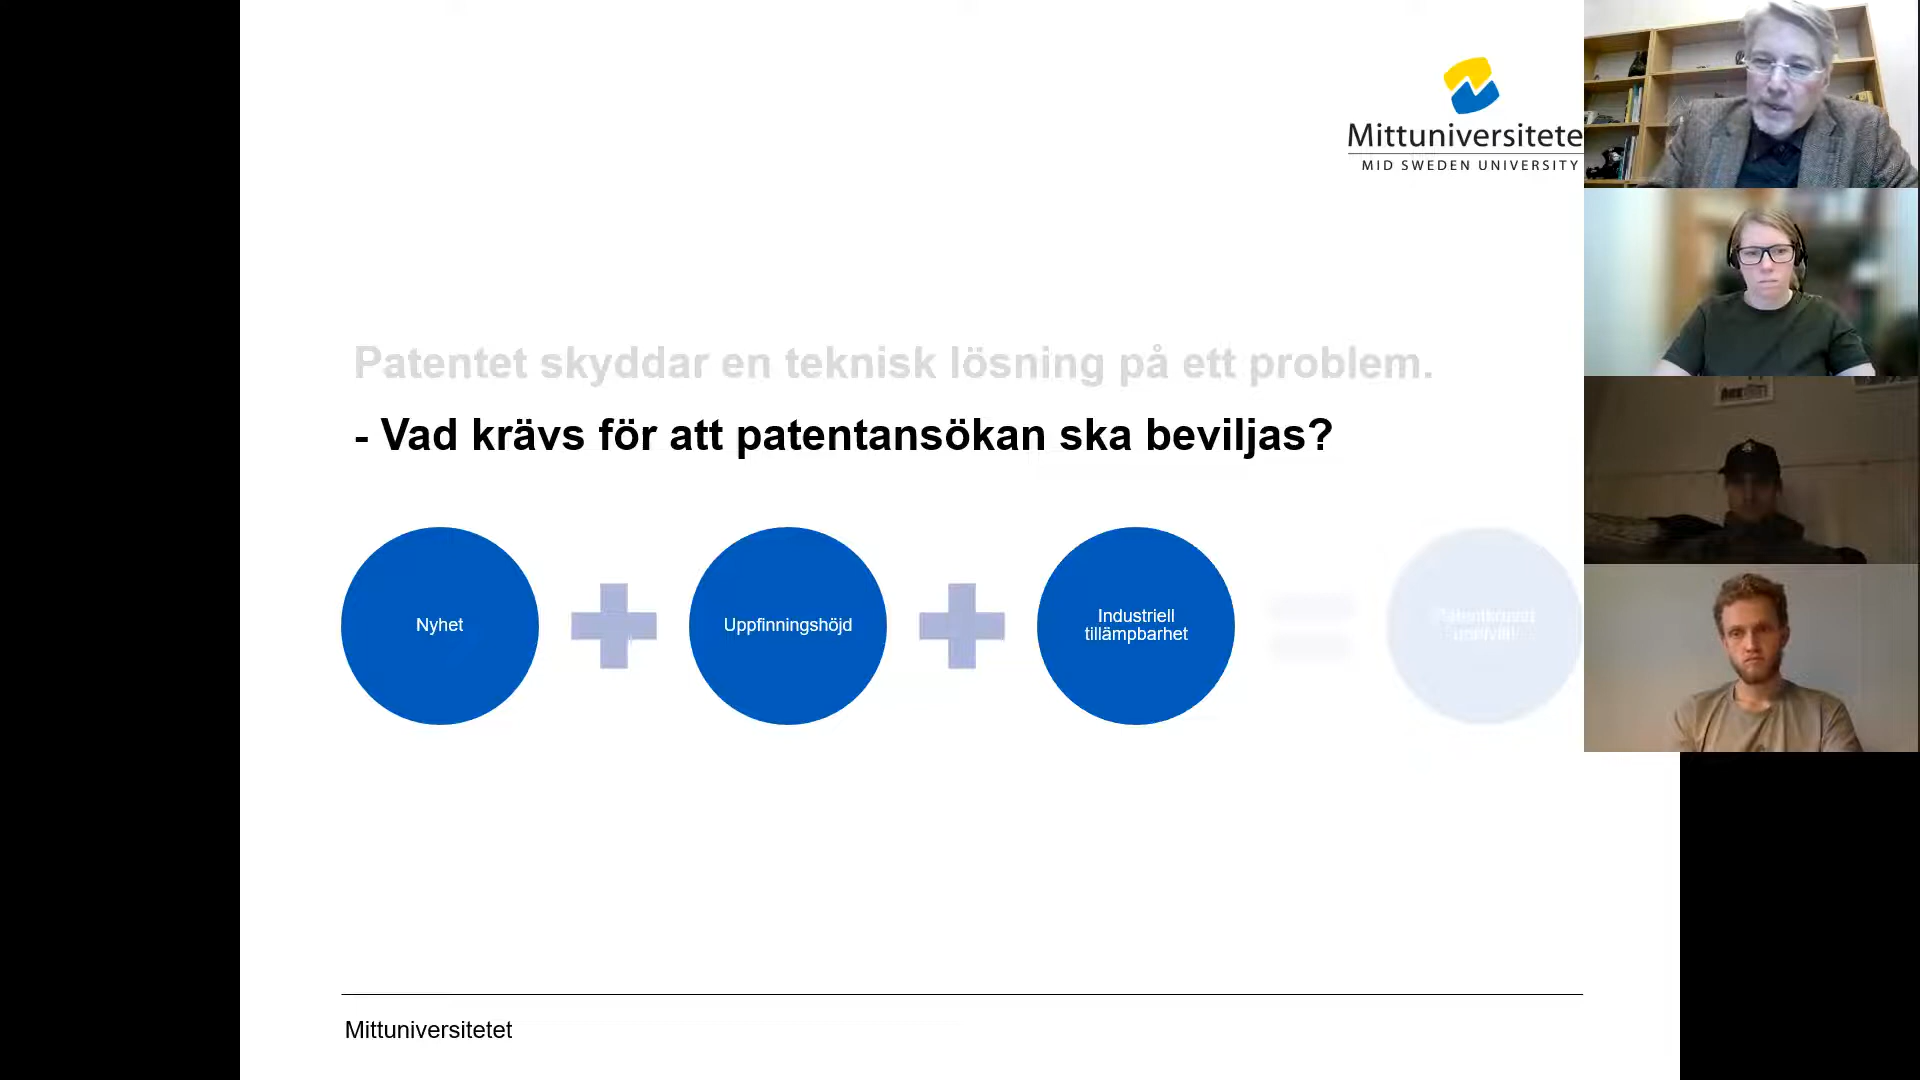 Mittuniversitete
MID SWEDEN UNIVERSITY
Patentet skyddar en teknisk lösning på ett problem.
- Vad krävs för att patentansökan ska beviljas?
Nyhet
Uppfinningshöjd
Industriell
tillämpbarhet
Mittuniversitetet